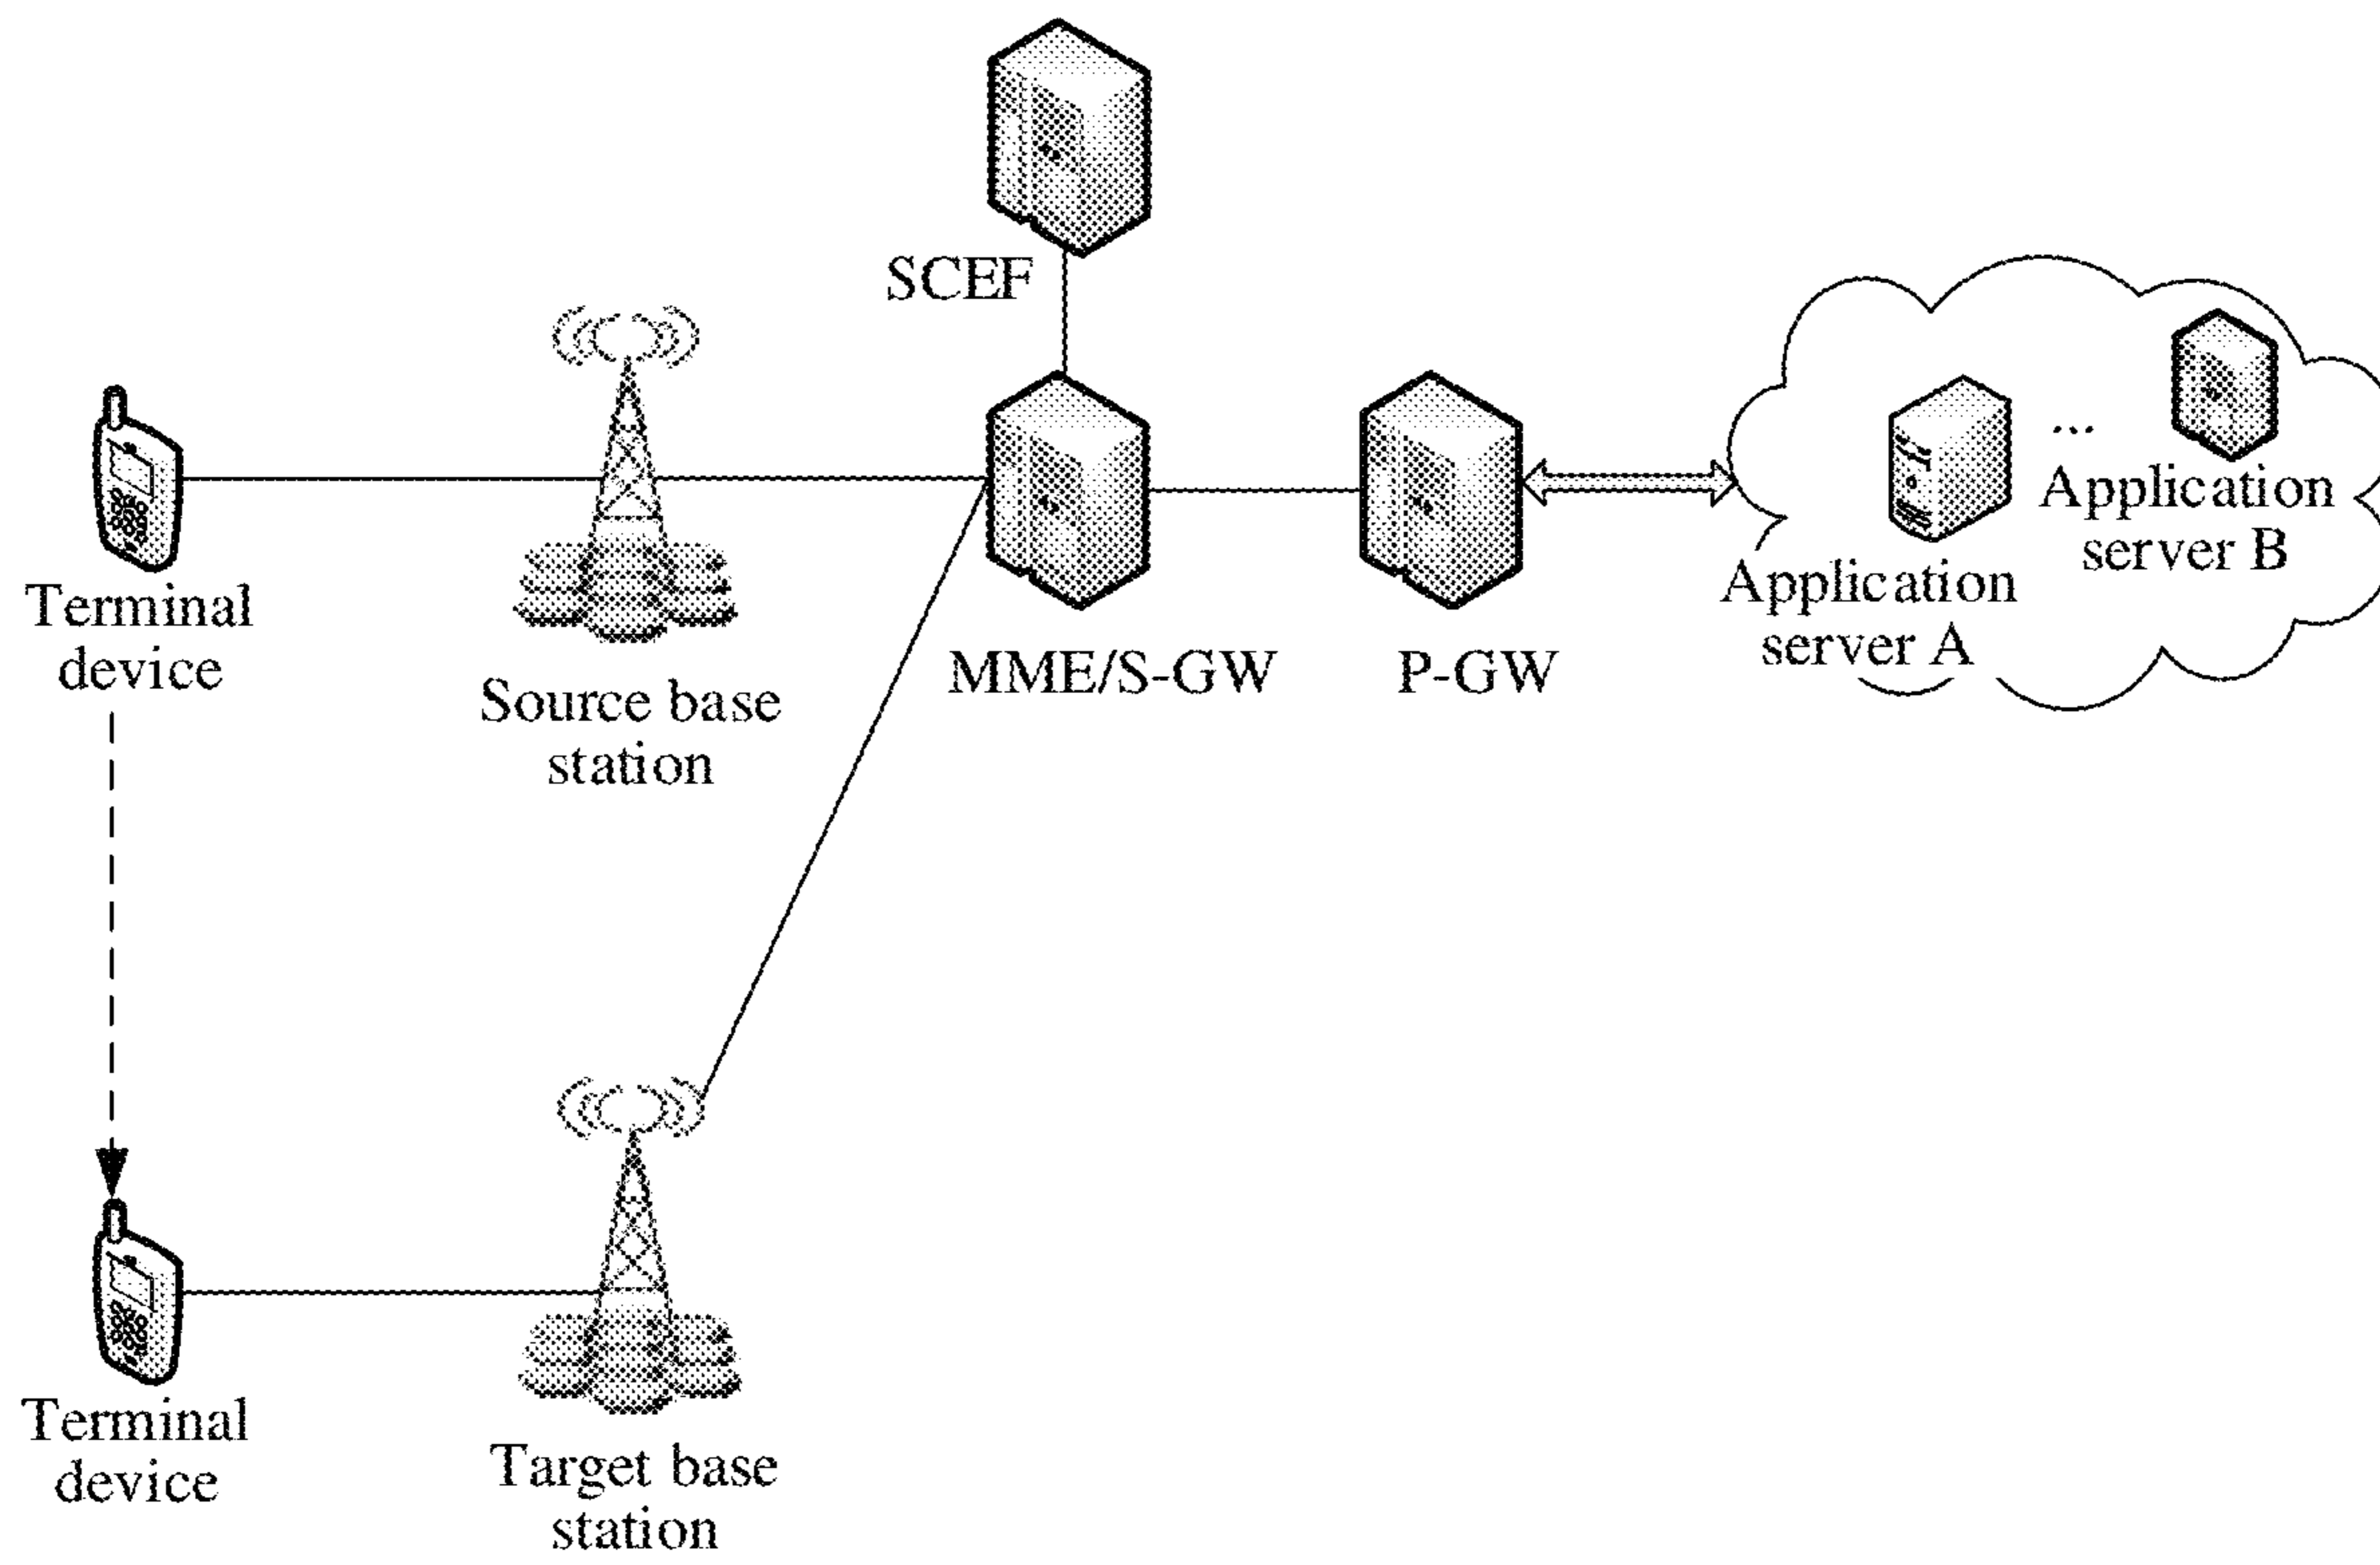 SCEF
Terminal
device
Source base
station
MME/S-GW
P-GW
...
Application
server B
Application
server A
Terminal
device
Target base
station